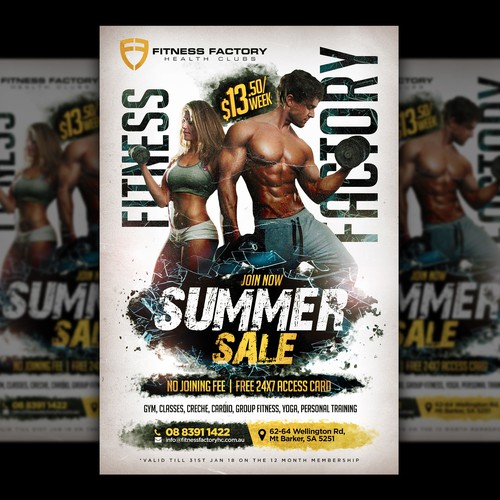 FITNESS FACTORY
HEALTH CLUBS
$13.50/
WEEK
FITNESS
FACTORY
JOIN NOW
SUMMER
SALE
NO JOINING FEE | FREE 24X7 ACCESS CARD
GYM, CLASSES, CRECHE, CARDIO, GROUP FITNESS, YOGA, PERSONAL TRAINING
08 8391 1422
info@fitnessfactoryhc.com.au
62-64 Wellington Rd,
Mt Barker, SA 5251
*VALID TILL 31ST JAN 18 ON THE 12 MONTH MEMBERSHIP